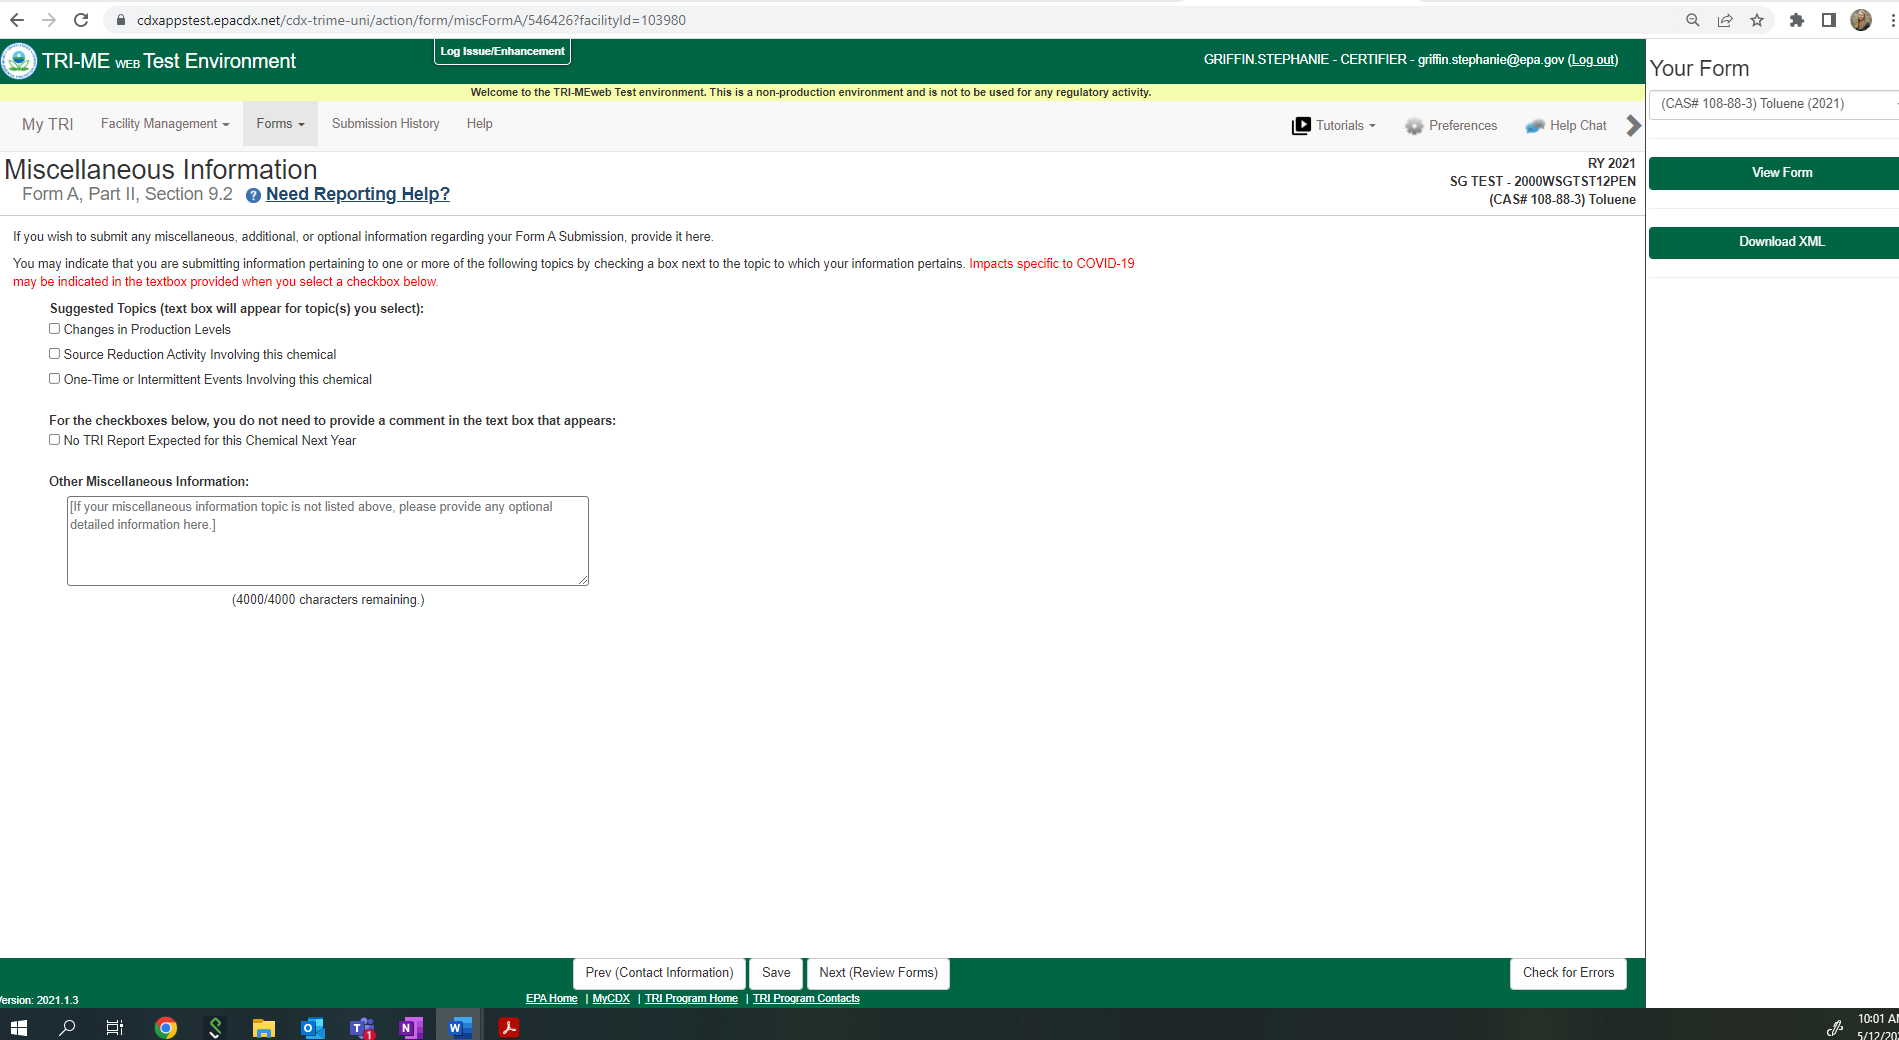 cdxappstest.epacdx.net/cdx-trime-uni/action/form/miscFormA/546426?facilityId=103980
TRI-ME WEB Test Environment
Log Issue/Enhancement
GRIFFIN.STEPHANIE - CERTIFIER - griffin.stephanie@epa.gov (Log out)
Welcome to the TRI-MEweb Test environment. This is a non-production environment and is not to be used for any regulatory activity.
My TRI Facility Management Forms Submission History Help Tutorials Preferences Help Chat
Miscellaneous Information
Form A, Part II, Section 9.2 ? Need Reporting Help?
RY 2021
SG TEST - 2000WSGTST12PEN
(CAS# 108-88-3) Toluene
If you wish to submit any miscellaneous, additional, or optional information regarding your Form A Submission, provide it here.
You may indicate that you are submitting information pertaining to one or more of the following topics by checking a box next to the topic to which your information pertains. Impacts specific to COVID-19
may be indicated in the textbox provided when you select a checkbox below.
Suggested Topics (text box will appear for topic(s) you select):
Changes in Production Levels
Source Reduction Activity Involving this chemical
One-Time or Intermittent Events Involving this chemical
For the checkboxes below, you do not need to provide a comment in the text box that appears:
No TRI Report Expected for this Chemical Next Year
Other Miscellaneous Information:
[If your miscellaneous information topic is not listed above, please provide any optional
detailed information here.]
(4000/4000 characters remaining.)
Your Form
(CAS# 108-88-3) Toluene (2021)
View Form
Download XML
Prev (Contact Information) Save Next (Review Forms) Check for Errors
ersion: 2021.1.3
EPA Home | MyCDX | TRI Program Home | TRI Program Contacts
10:01 A
5/12/20